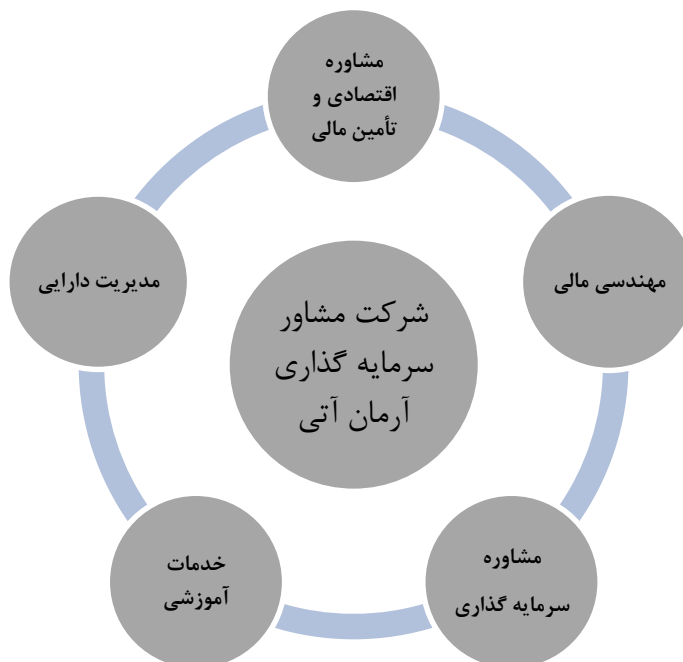 مشاوره
اقتصادی و
تأمین مالی
مهندسی مالی
مشاوره
سرمایه گذاری
خدمات
آموزشی
مدیریت دارایی
شرکت مشاور
سرمایه گذاری
آرمان آتی